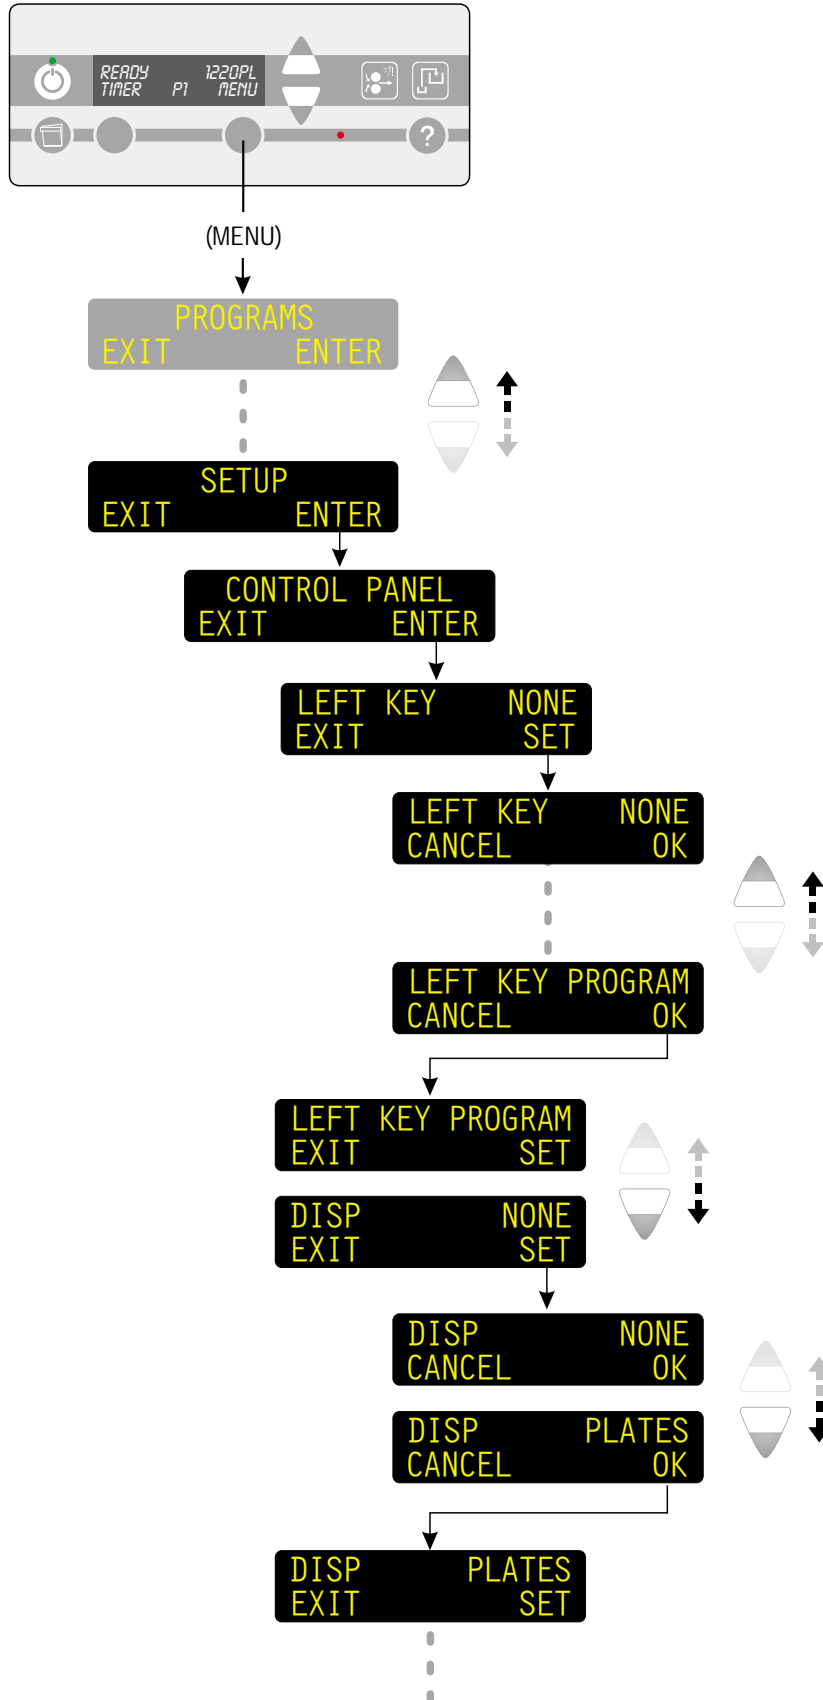 READY 1220PL
TIMER P1 MENU
?
(MENU)
PROGRAMS
EXIT ENTER
SETUP
EXIT ENTER
CONTROL PANEL
EXIT ENTER
LEFT KEY NONE
EXIT SET
LEFT KEY NONE
CANCEL OK
LEFT KEY PROGRAM
CANCEL OK
LEFT KEY PROGRAM
EXIT SET
DISP NONE
EXIT SET
DISP NONE
CANCEL OK
DISP PLATES
CANCEL OK
DISP PLATES
EXIT SET